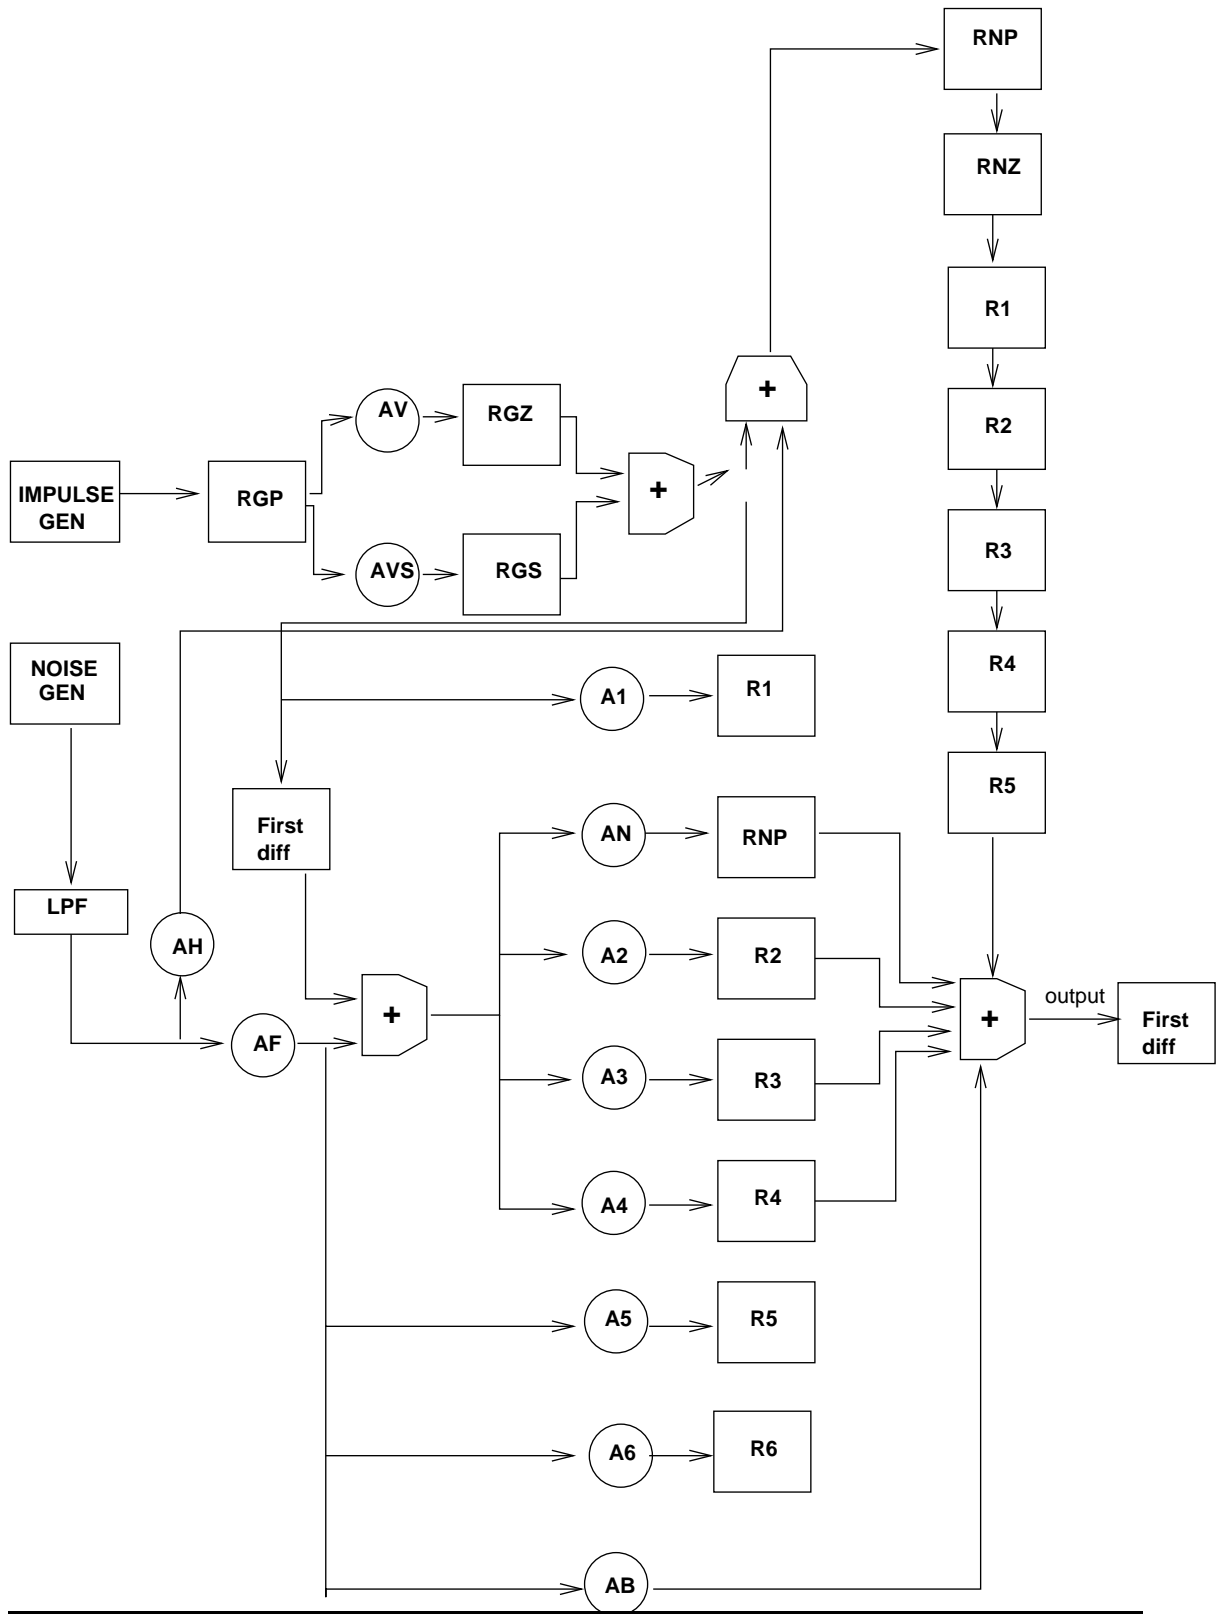 RNP
RNZ
R1
+
AV
RGZ
R2
IMPULSE
GEN
RGP
+
AVS
RGS
R3
NOISE
GEN
A1
R1
R4
First
diff
AN
RNP
R5
LPF
AH
A2
R2
+
AF
output
+
First
diff
A3
R3
A4
R4
A5
R5
A6
R6
AB